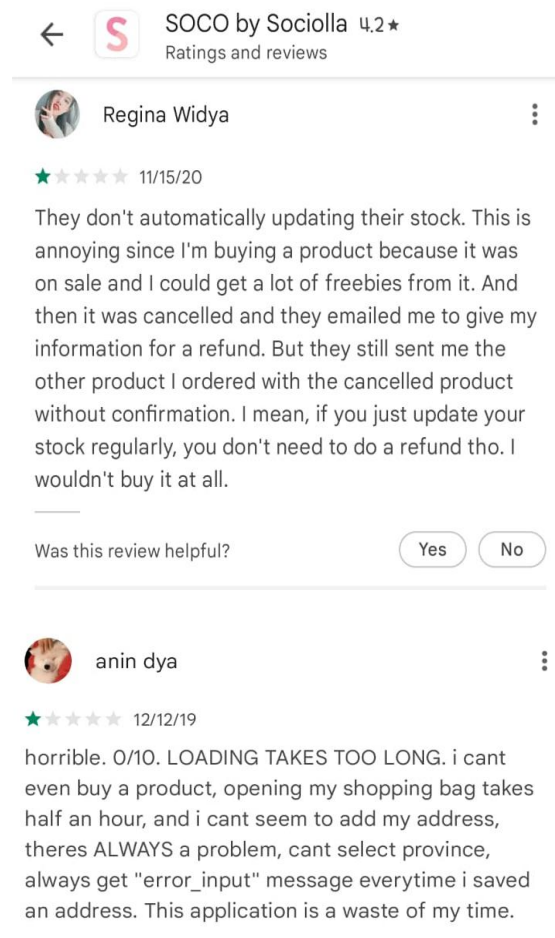 SOCO by Sociolla 4.2★
Ratings and reviews
Regina Widya
11/15/20
They don't automatically updating their stock. This is
annoying since I'm buying a product because it was
on sale and I could get a lot of freebies from it. And
then it was cancelled and they emailed me to give my
information for a refund. But they still sent me the
other product I ordered with the cancelled product
without confirmation. I mean, if you just update your
stock regularly, you don't need to do a refund tho. I
wouldn't buy it at all.
Was this review helpful? Yes No
anin dya
12/12/19
horrible. 0/10. LOADING TAKES TOO LONG. i cant
even buy a product, opening my shopping bag takes
half an hour, and i cant seem to add my address,
theres ALWAYS a problem, cant select province,
always get "error_input" message everytime i saved
an address. This application is a waste of my time.